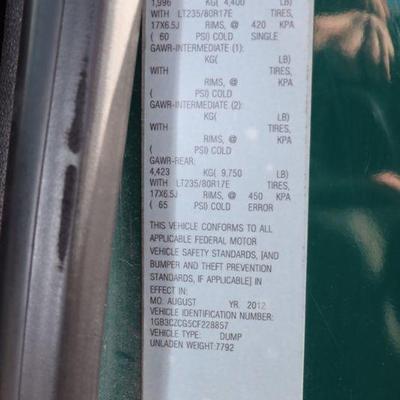 1,996 KG( 4,400 LB)
WITH LT235/80R17E TIRES,
17X6.5J RIMS, @ 420 KPA
( 60 PSI) COLD SINGLE
GAWR-INTERMEDIATE (1):
KG( LB)
WITH TIRES,
RIMS, @ KPA
( PSI) COLD
GAWR-INTERMEDIATE (2):
KG( LB)
WITH TIRES,
RIMS, @ KPA
( PSI) COLD
GAWR-REAR:
4,423 KG( 9,750 LB)
WITH LT235/80R17E TIRES,
17X6.5J RIMS, @ 450 KPA
( 65 PSI) COLD ERROR
THIS VEHICLE CONFORMS TO ALL
APPLICABLE FEDERAL MOTOR
VEHICLE SAFETY STANDARDS, [AND
BUMPER AND THEFT PREVENTION
STANDARDS, IF APPLICABLE] IN
EFFECT IN:
MO. AUGUST YR. 2012
VEHICLE IDENTIFICATION NUMBER:
1GB3CZCG5CF228857
VEHICLE TYPE: DUMP
UNLADEN WEIGHT:7792